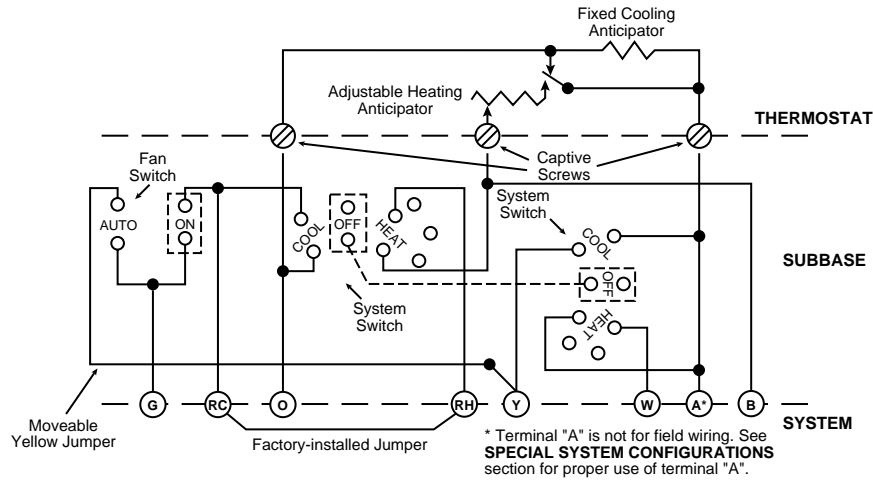 Fixed Cooling
Anticipator
Adjustable Heating
Anticipator
THERMOSTAT
Fan
Switch
Captive
Screws
System
Switch
AUTO
ON
COOL
OFF
HEAT
COOL
OFF
HEAT
SUBBASE
System
Switch
G
RC
O
RH
Y
W
A*
B
SYSTEM
Moveable
Yellow Jumper
Factory-installed Jumper
* Terminal "A" is not for field wiring. See
SPECIAL SYSTEM CONFIGURATIONS
section for proper use of terminal "A".